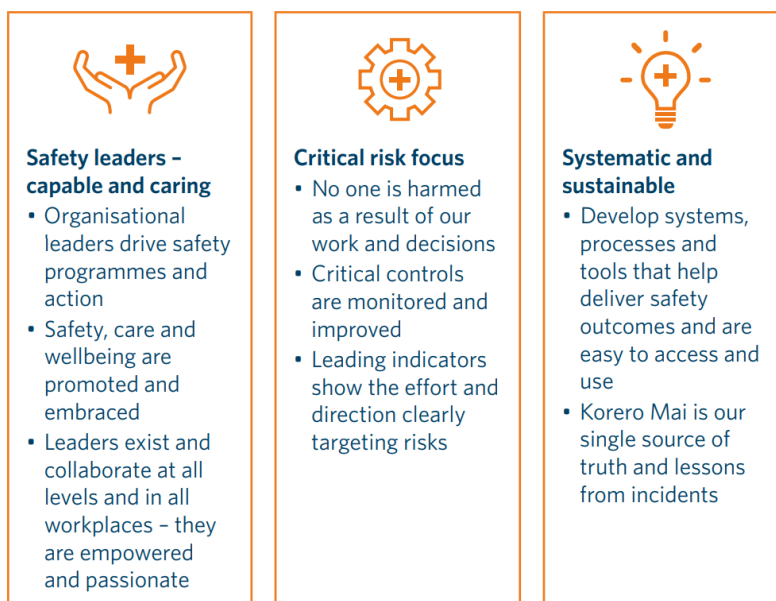 Safety leaders –
capable and caring
• Organisational
leaders drive safety
programmes and
action
• Safety, care and
wellbeing are
promoted and
embraced
• Leaders exist and
collaborate at all
levels and in all
workplaces – they
are empowered
and passionate
Critical risk focus
• No one is harmed
as a result of our
work and decisions
• Critical controls
are monitored and
improved
• Leading indicators
show the effort and
direction clearly
targeting risks
Systematic and
sustainable
• Develop systems,
processes and
tools that help
deliver safety
outcomes and are
easy to access and
use
• Korero Mai is our
single source of
truth and lessons
from incidents